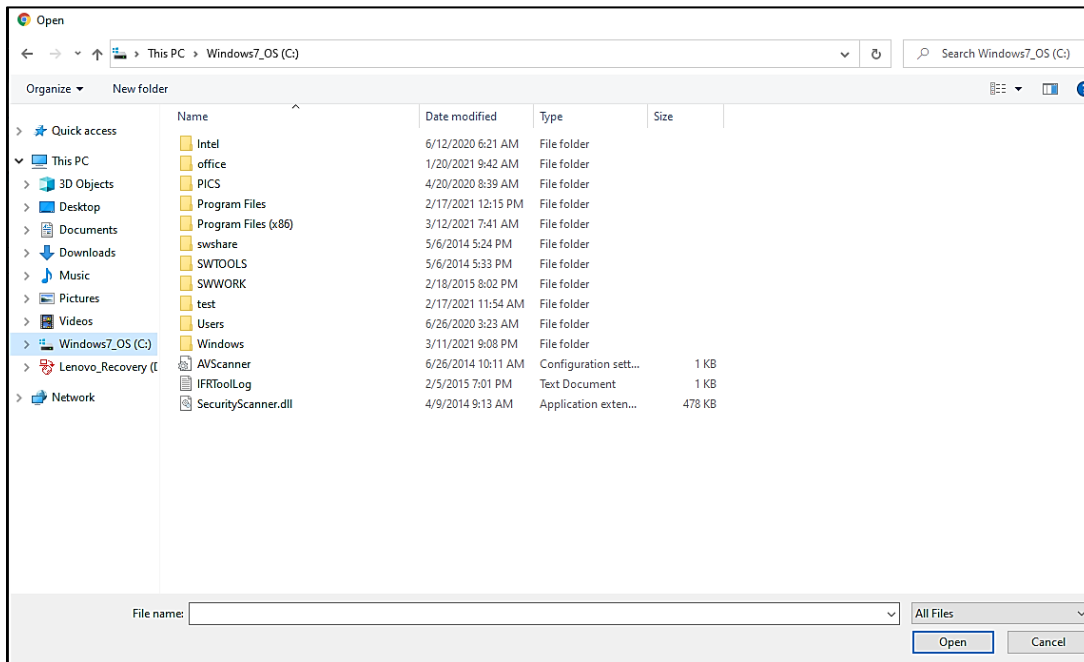 Open
This PC > Windows7_OS (C:)
Search Windows7_OS (C:)
Organize
New folder
Quick access
This PC
3D Objects
Desktop
Documents
Downloads
Music
Pictures
Videos
Windows7_OS (C:)
Lenovo_Recovery (
Network
Name Date modified Type Size
Intel 6/12/2020 6:21 AM File folder
office 1/20/2021 9:42 AM File folder
PICS 4/20/2020 8:39 AM File folder
Program Files 2/17/2021 12:15 PM File folder
Program Files (x86) 3/12/2021 7:41 AM File folder
swshare 5/6/2014 5:24 PM File folder
SWTOOLS 5/6/2014 5:33 PM File folder
SWWORK 2/18/2015 8:02 PM File folder
test 2/17/2021 11:54 AM File folder
Users 6/26/2020 3:23 AM File folder
Windows 3/11/2021 9:08 PM File folder
AVScanner 6/26/2014 10:11 AM Configuration sett... 1 KB
IFRToolLog 2/5/2015 7:01 PM Text Document 1 KB
SecurityScanner.dll 4/9/2014 9:13 AM Application exten... 478 KB
File name:
All Files
Open Cancel